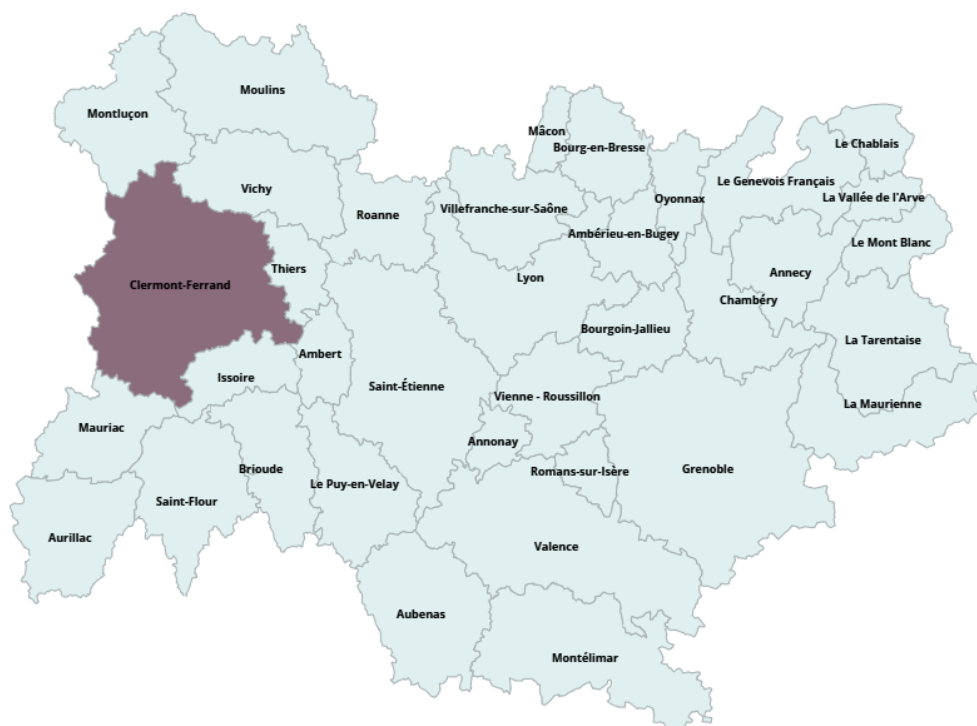 Moulins
Montluçon
Mâcon
Bourg-en-Bresse
Le Chablais
Vichy
Le Genevois Français
La Vallée de l'Arve
Oyonnax
Villefranche-sur-Saône
Roanne
Ambérieu-en-Bugey
Le Mont Blanc
Thiers
Annecy
Lyon
Clermont-Ferrand
Chambéry
Bourgoin-Jallieu
La Tarentaise
Ambert
Issoire
Saint-Étienne
Vienne - Roussillon
La Maurienne
Mauriac
Annonay
Brioude
Romans-sur-Isère
Grenoble
Le Puy-en-Velay
Saint-Flour
Aurillac
Valence
Aubenas
Montélimar